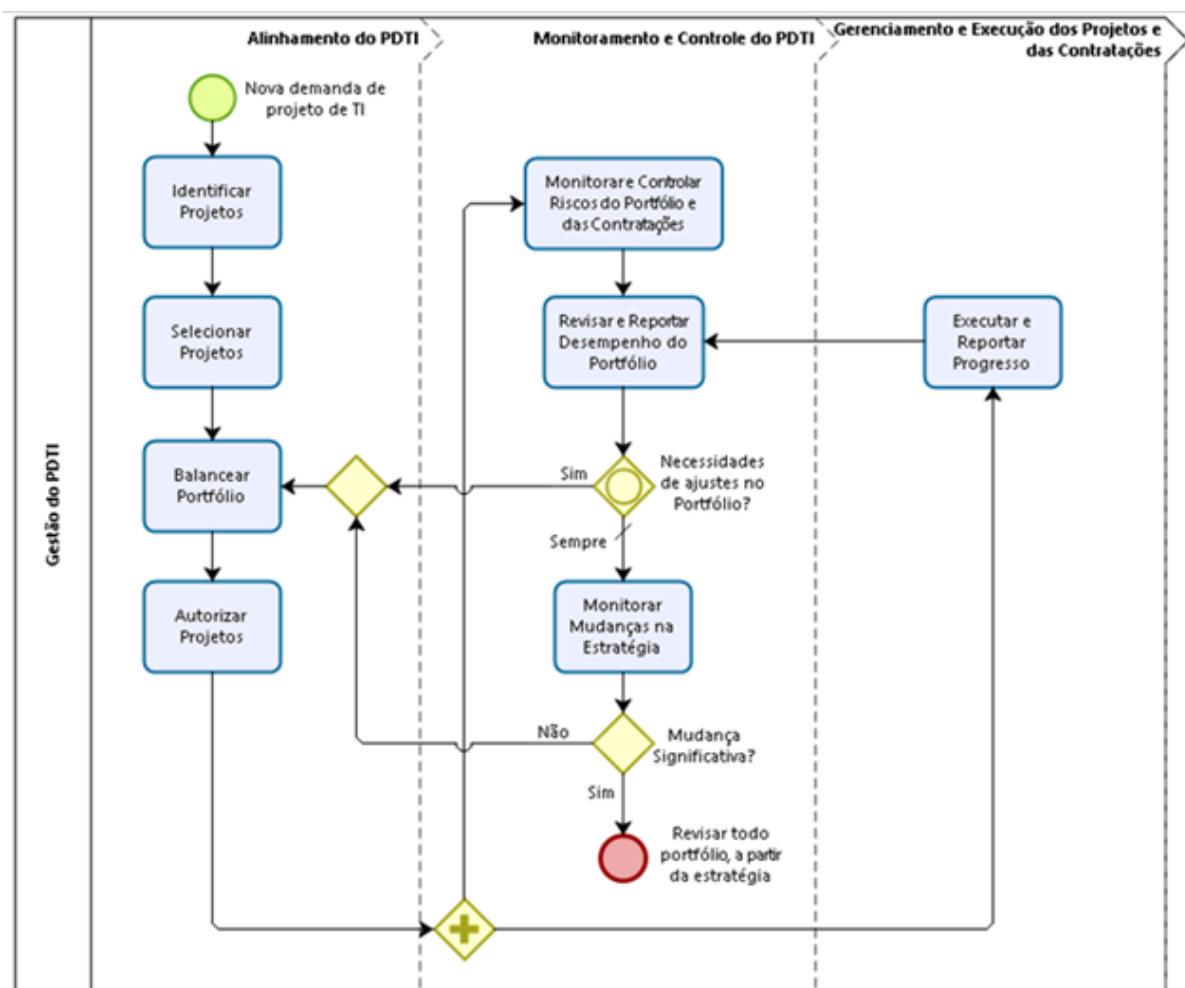 Alinhamento do PDTI
Monitoramento e Controle do PDTI
Gerenciamento e Execução dos Projetos e
das Contratações
Gestão do PDTI
Nova demanda de
projeto de TI
Identificar
Projetos
Selecionar
Projetos
Balancear
Portfólio
Autorizar
Projetos
Monitorar e Controlar
Riscos do Portfólio e
das Contratações
Revisar e Reportar
Desempenho do
Portfólio
Executar e
Reportar
Progresso
Sim
Necessidades
de ajustes no
Portfólio?
Sempre
Monitorar
Mudanças na
Estratégia
Não
Mudança
Significativa?
Sim
Revisar todo
portfólio, a partir
da estratégia